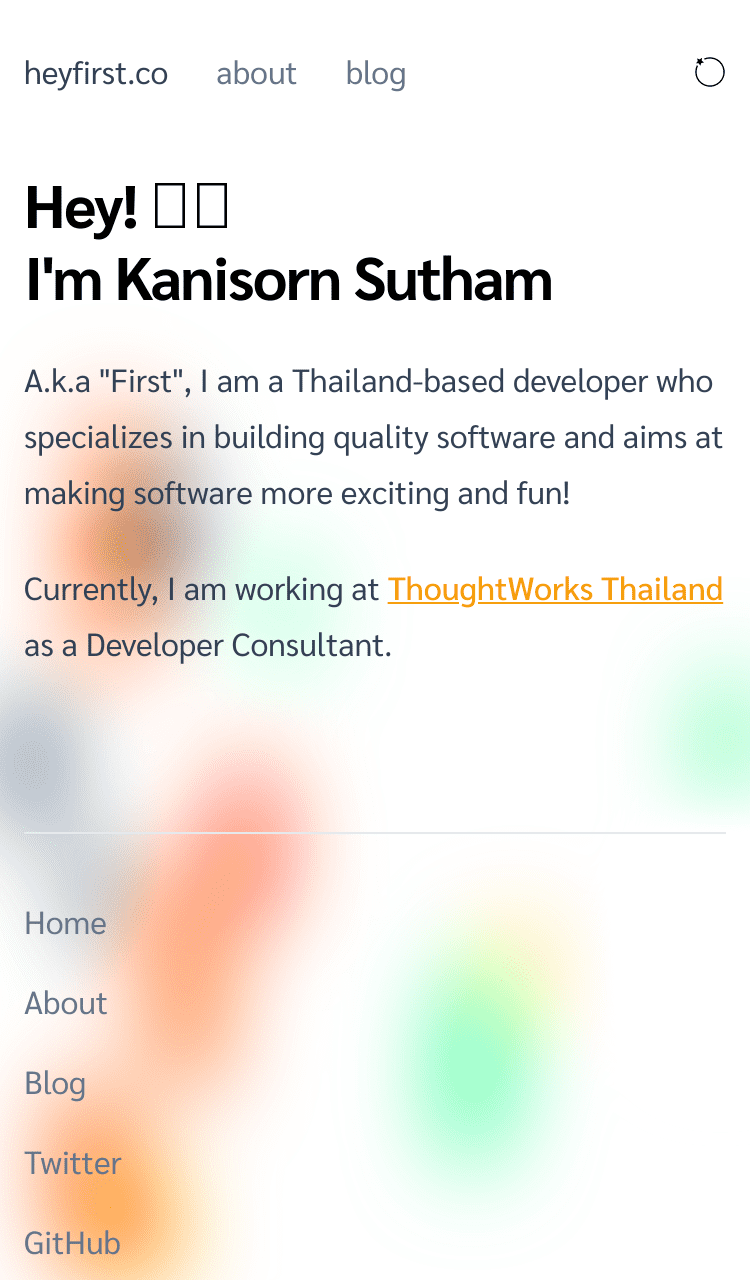 heyfirst.co about blog
Hey!
I'm Kanisorn Sutham
A.k.a "First", I am a Thailand-based developer who
specializes in building quality software and aims at
making software more exciting and fun!
Currently, I am working at ThoughtWorks Thailand
as a Developer Consultant.
Home
About
Blog
Twitter
GitHub